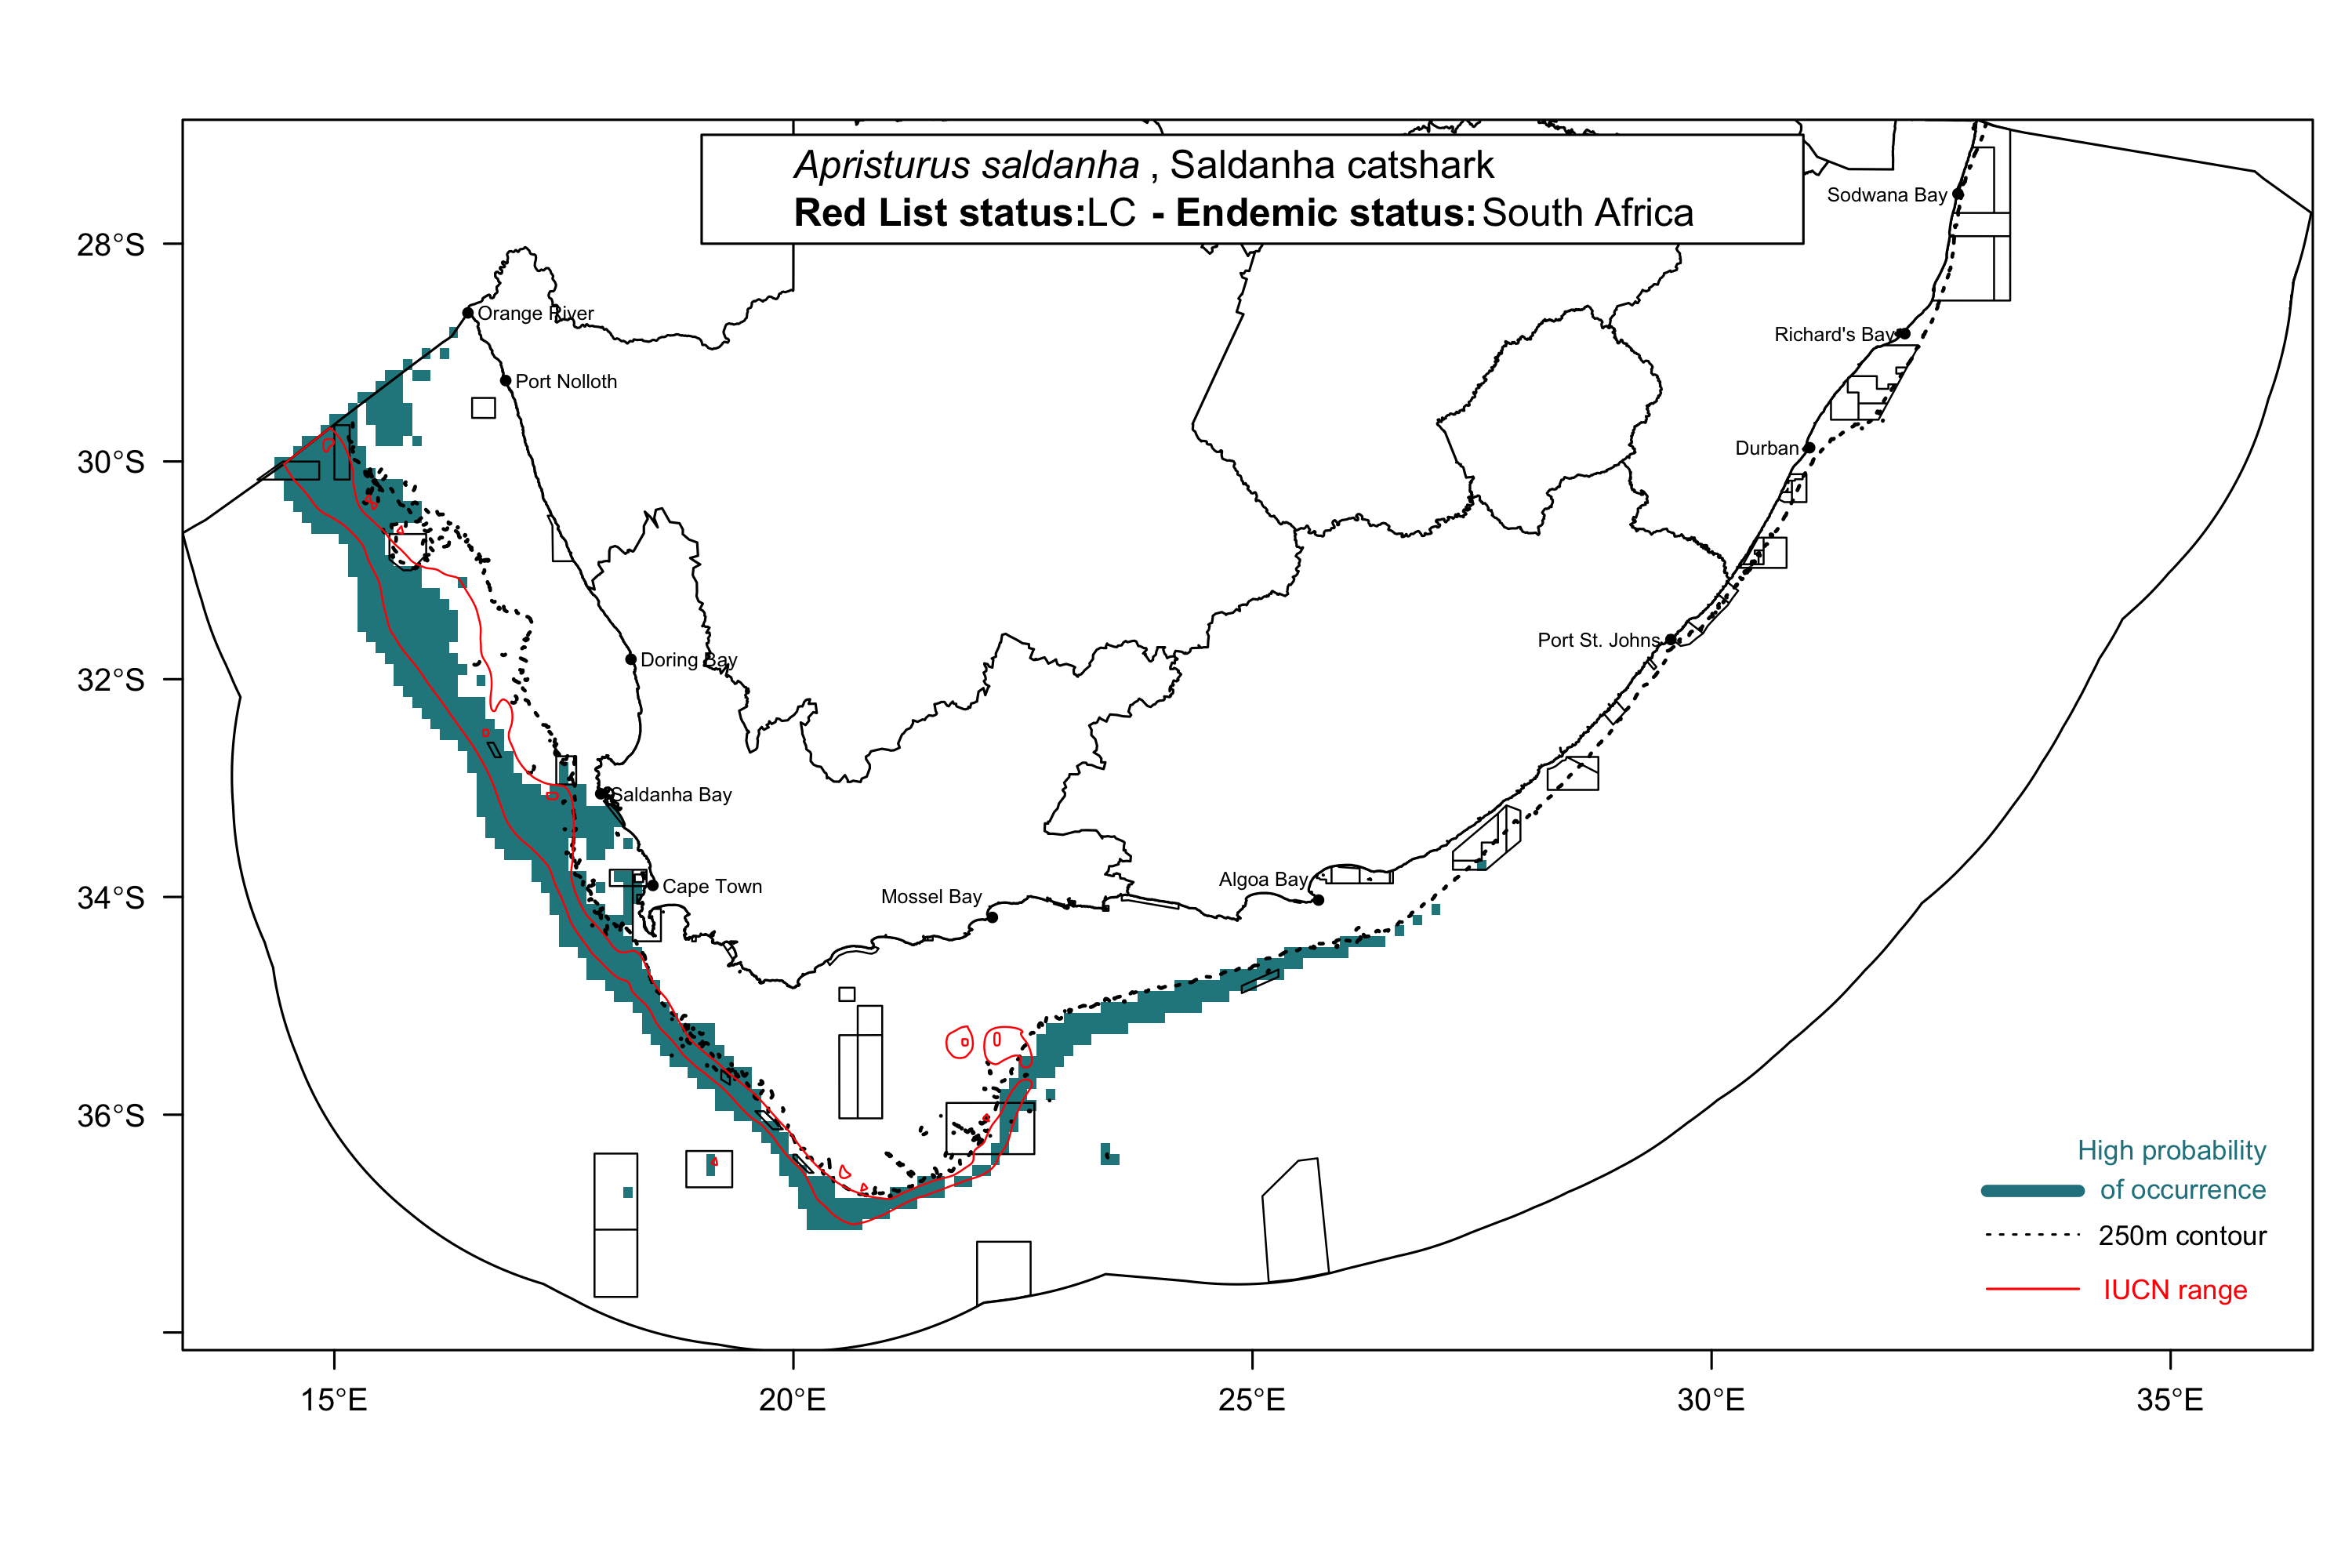 Apristurus saldanha , Saldanha catshark
Red List status:LC - Endemic status:South Africa
Sodwana Bay
28°S
Orange River
Richard's Bay
Port Nolloth
Durban
30°S
Port St. Johns
Doring Bay
32°S
Saldanha Bay
Algoa Bay
Cape Town
Mossel Bay
34°S
36°S
High probability
of occurrence
250m contour
IUCN range
15°E
20°E
25°E
30°E
35°E